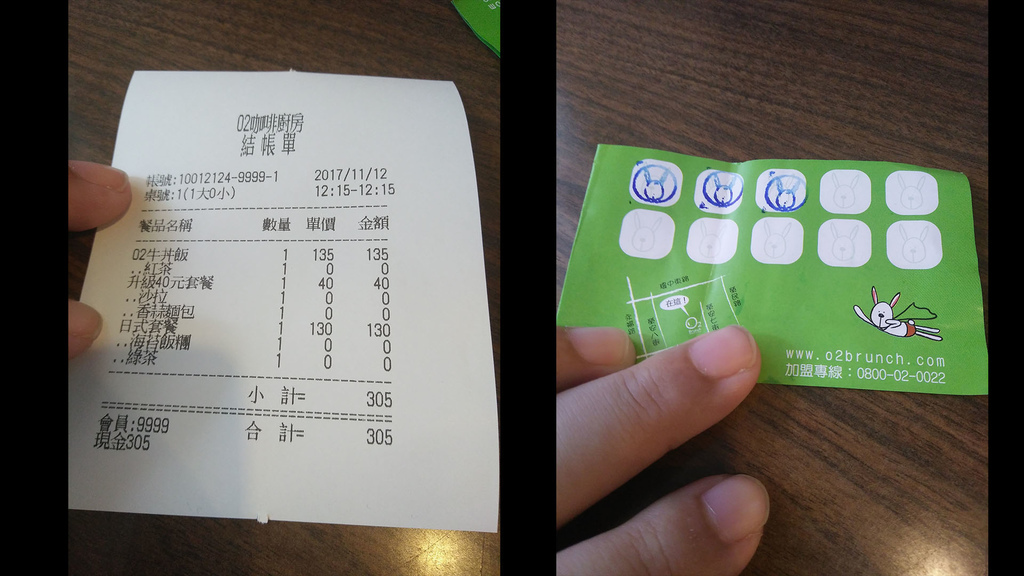 02咖啡廚房
結帳單
帳號:10012124-9999-1 2017/11/12
桌號:1(1大0小) 12:15-12:15
餐品名稱 數量 單價 金額
02牛丼飯 1 135 135
..紅茶 1 0 0
升級40元套餐 1 40 40
..沙拉 1 0 0
..香蒜麵包 1 0 0
日式套餐 1 130 130
..海苔飯糰 1 0 0
..綠茶 1 0 0
小計= 305
會員:9999 合計= 305
現金305
在這!
www.o2brunch.com
加盟專線：0800-02-0022